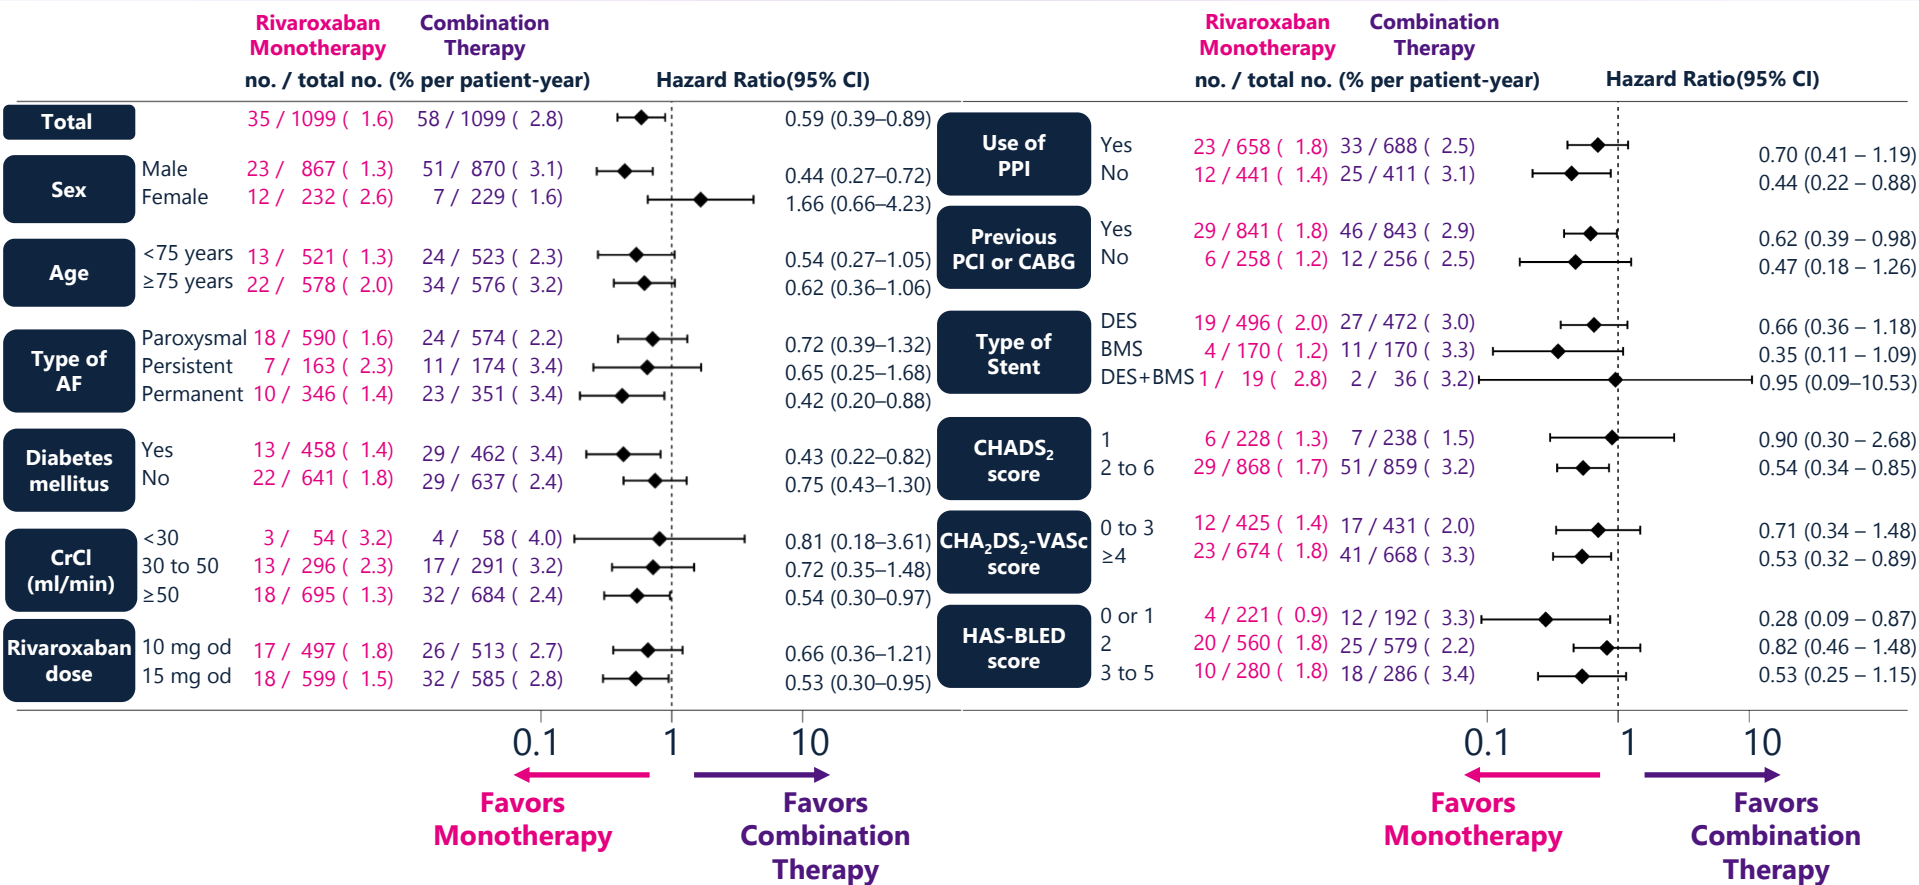 Rivaroxaban Monotherapy Combination Therapy
no. / total no. (% per patient-year) Hazard Ratio(95% CI)
Total 35 / 1099 ( 1.6) 58 / 1099 ( 2.8) 0.59 (0.39–0.89)
Sex
Male 23 / 867 ( 1.3) 51 / 870 ( 3.1) 0.44 (0.27–0.72)
Female 12 / 232 ( 2.6) 7 / 229 ( 1.6) 1.66 (0.66–4.23)
Age
<75 years 13 / 521 ( 1.3) 24 / 523 ( 2.3) 0.54 (0.27–1.05)
≥75 years 22 / 578 ( 2.0) 34 / 576 ( 3.2) 0.62 (0.36–1.06)
Type of AF
Paroxysmal 18 / 590 ( 1.6) 24 / 574 ( 2.2) 0.72 (0.39–1.32)
Persistent 7 / 163 ( 2.3) 11 / 174 ( 3.4) 0.65 (0.25–1.68)
Permanent 10 / 346 ( 1.4) 23 / 351 ( 3.4) 0.42 (0.20–0.88)
Diabetes mellitus
Yes 13 / 458 ( 1.4) 29 / 462 ( 3.4) 0.43 (0.22–0.82)
No 22 / 641 ( 1.8) 29 / 637 ( 2.4) 0.75 (0.43–1.30)
CrCl (ml/min)
<30 3 / 54 ( 3.2) 4 / 58 ( 4.0) 0.81 (0.18–3.61)
30 to 50 13 / 296 ( 2.3) 17 / 291 ( 3.2) 0.72 (0.35–1.48)
≥50 18 / 695 ( 1.3) 32 / 684 ( 2.4) 0.54 (0.30–0.97)
Rivaroxaban dose
10 mg od 17 / 497 ( 1.8) 26 / 513 ( 2.7) 0.66 (0.36–1.21)
15 mg od 18 / 599 ( 1.5) 32 / 585 ( 2.8) 0.53 (0.30–0.95)
0.1 1 10
Favors Monotherapy
Favors Combination Therapy
Rivaroxaban Monotherapy Combination Therapy
no. / total no. (% per patient-year) Hazard Ratio(95% CI)
Use of PPI
Yes 23 / 658 ( 1.8) 33 / 688 ( 2.5) 0.70 (0.41 – 1.19)
No 12 / 441 ( 1.4) 25 / 411 ( 3.1) 0.44 (0.22 – 0.88)
Previous PCI or CABG
Yes 29 / 841 ( 1.8) 46 / 843 ( 2.9) 0.62 (0.39 – 0.98)
No 6 / 258 ( 1.2) 12 / 256 ( 2.5) 0.47 (0.18 – 1.26)
Type of Stent
DES 19 / 496 ( 2.0) 27 / 472 ( 3.0) 0.66 (0.36 – 1.18)
BMS 4 / 170 ( 1.2) 11 / 170 ( 3.3) 0.35 (0.11 – 1.09)
DES+BMS 1 / 19 ( 2.8) 2 / 36 ( 3.2) 0.95 (0.09–10.53)
CHADS₂ score
1 6 / 228 ( 1.3) 7 / 238 ( 1.5) 0.90 (0.30 – 2.68)
2 to 6 29 / 868 ( 1.7) 51 / 859 ( 3.2) 0.54 (0.34 – 0.85)
CHA₂DS₂-VASc score
0 to 3 12 / 425 ( 1.4) 17 / 431 ( 2.0) 0.71 (0.34 – 1.48)
≥4 23 / 674 ( 1.8) 41 / 668 ( 3.3) 0.53 (0.32 – 0.89)
HAS-BLED score
0 or 1 4 / 221 ( 0.9) 12 / 192 ( 3.3) 0.28 (0.09 – 0.87)
2 20 / 560 ( 1.8) 25 / 579 ( 2.2) 0.82 (0.46 – 1.48)
3 to 5 10 / 280 ( 1.8) 18 / 286 ( 3.4) 0.53 (0.25 – 1.15)
0.1 1 10
Favors Monotherapy
Favors Combination Therapy